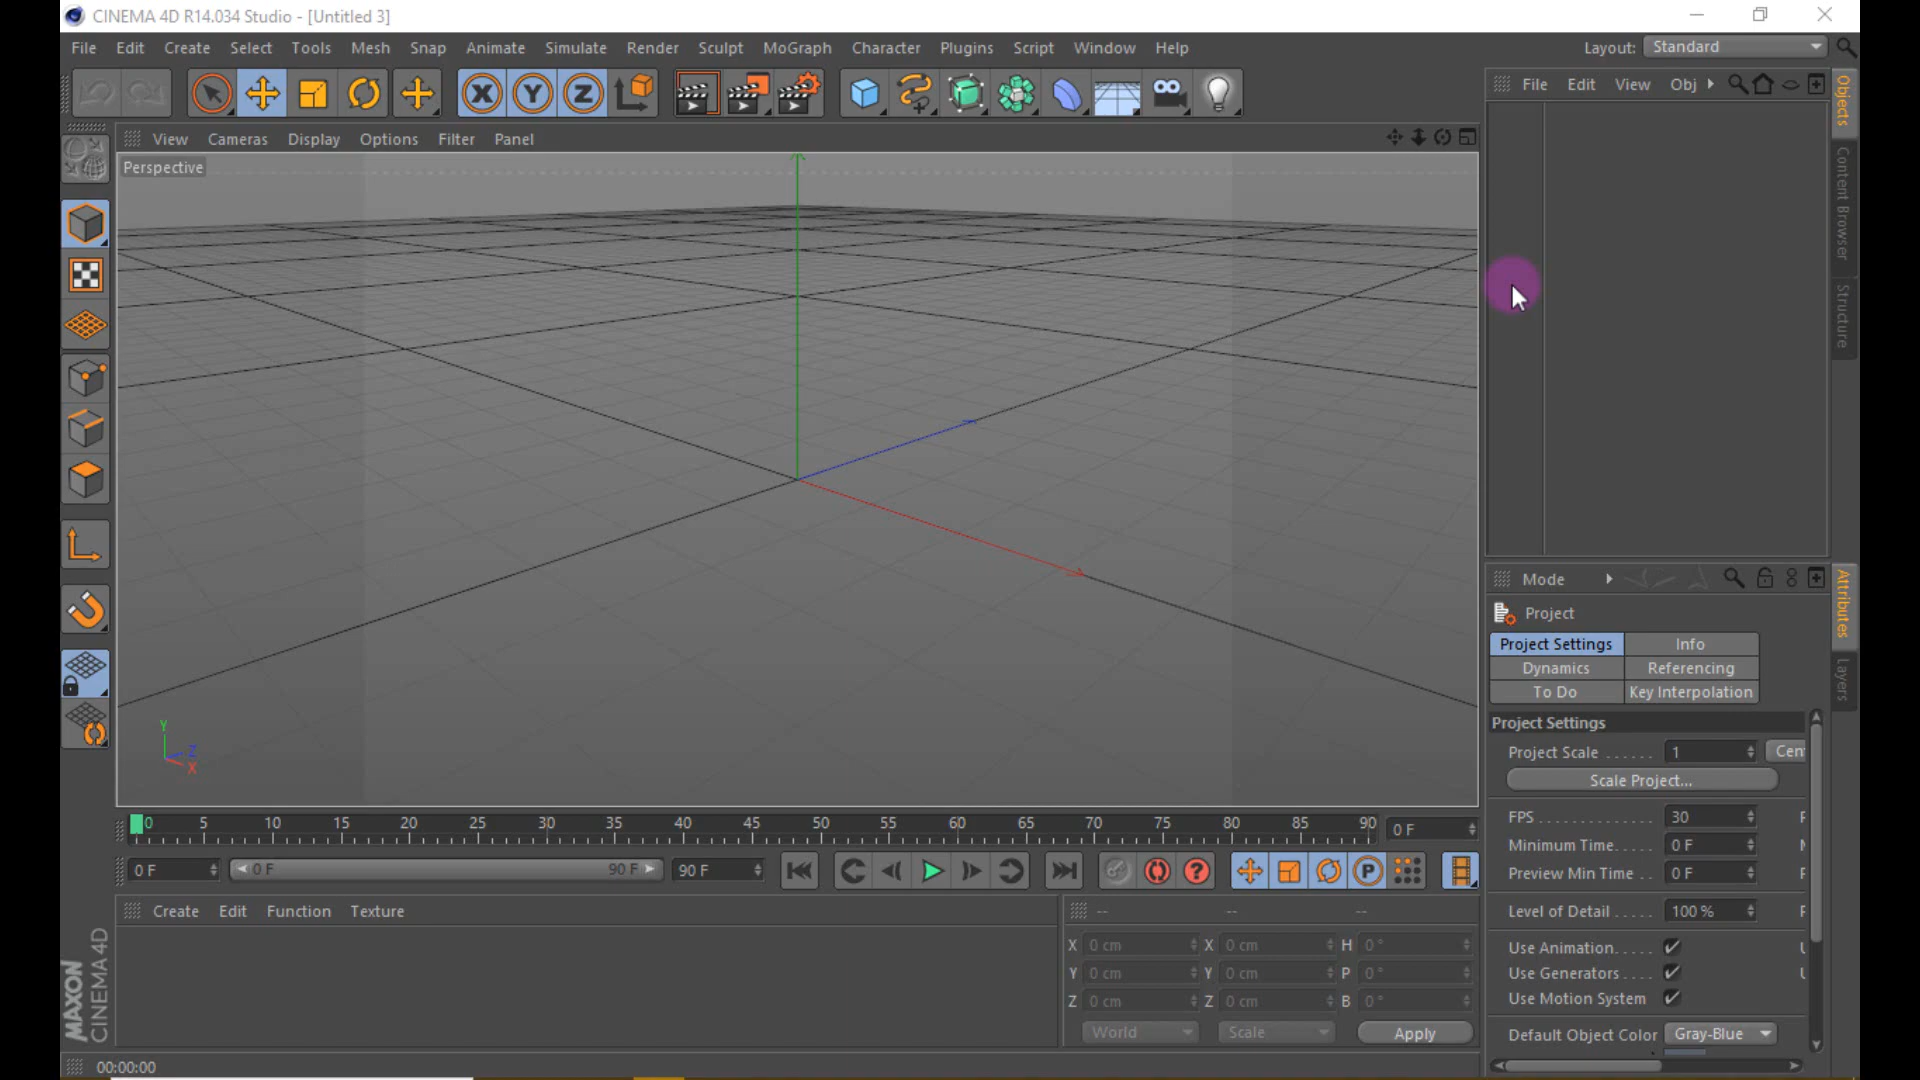 CINEMA 4D R14.034 Studio - [Untitled 3]
File Edit Create Select Tools Mesh Snap Animate Simulate Render Sculpt MoGraph Character Plugins Script Window Help Layout: Standard
File Edit View Obj
View Cameras Display Options Filter Panel
Perspective
Objects
Content Browser
Structure
Y
Z
X
Mode
Attributes
Layers
Project
Project Settings Info
Dynamics Referencing
To Do Key Interpolation
Project Settings
Project Scale ...... 1 Cent
Scale Project...
FPS ............. 30 F
Minimum Time..... 0 F M
Preview Min Time .. 0 F F
Level of Detail ..... 100 % F
Use Animation..... U
Use Generators .... U
Use Motion System
Default Object Color Gray-Blue
0 5 10 15 20 25 30 35 40 45 50 55 60 65 70 75 80 85 90 0 F
0 F 0 F 90 F 90 F P
Create Edit Function Texture
-- -- --
X 0 cm X 0 cm H 0 °
Y 0 cm Y 0 cm P 0 °
Z 0 cm Z 0 cm B 0 °
World Scale Apply
MAXON
CINEMA 4D
00:00:00